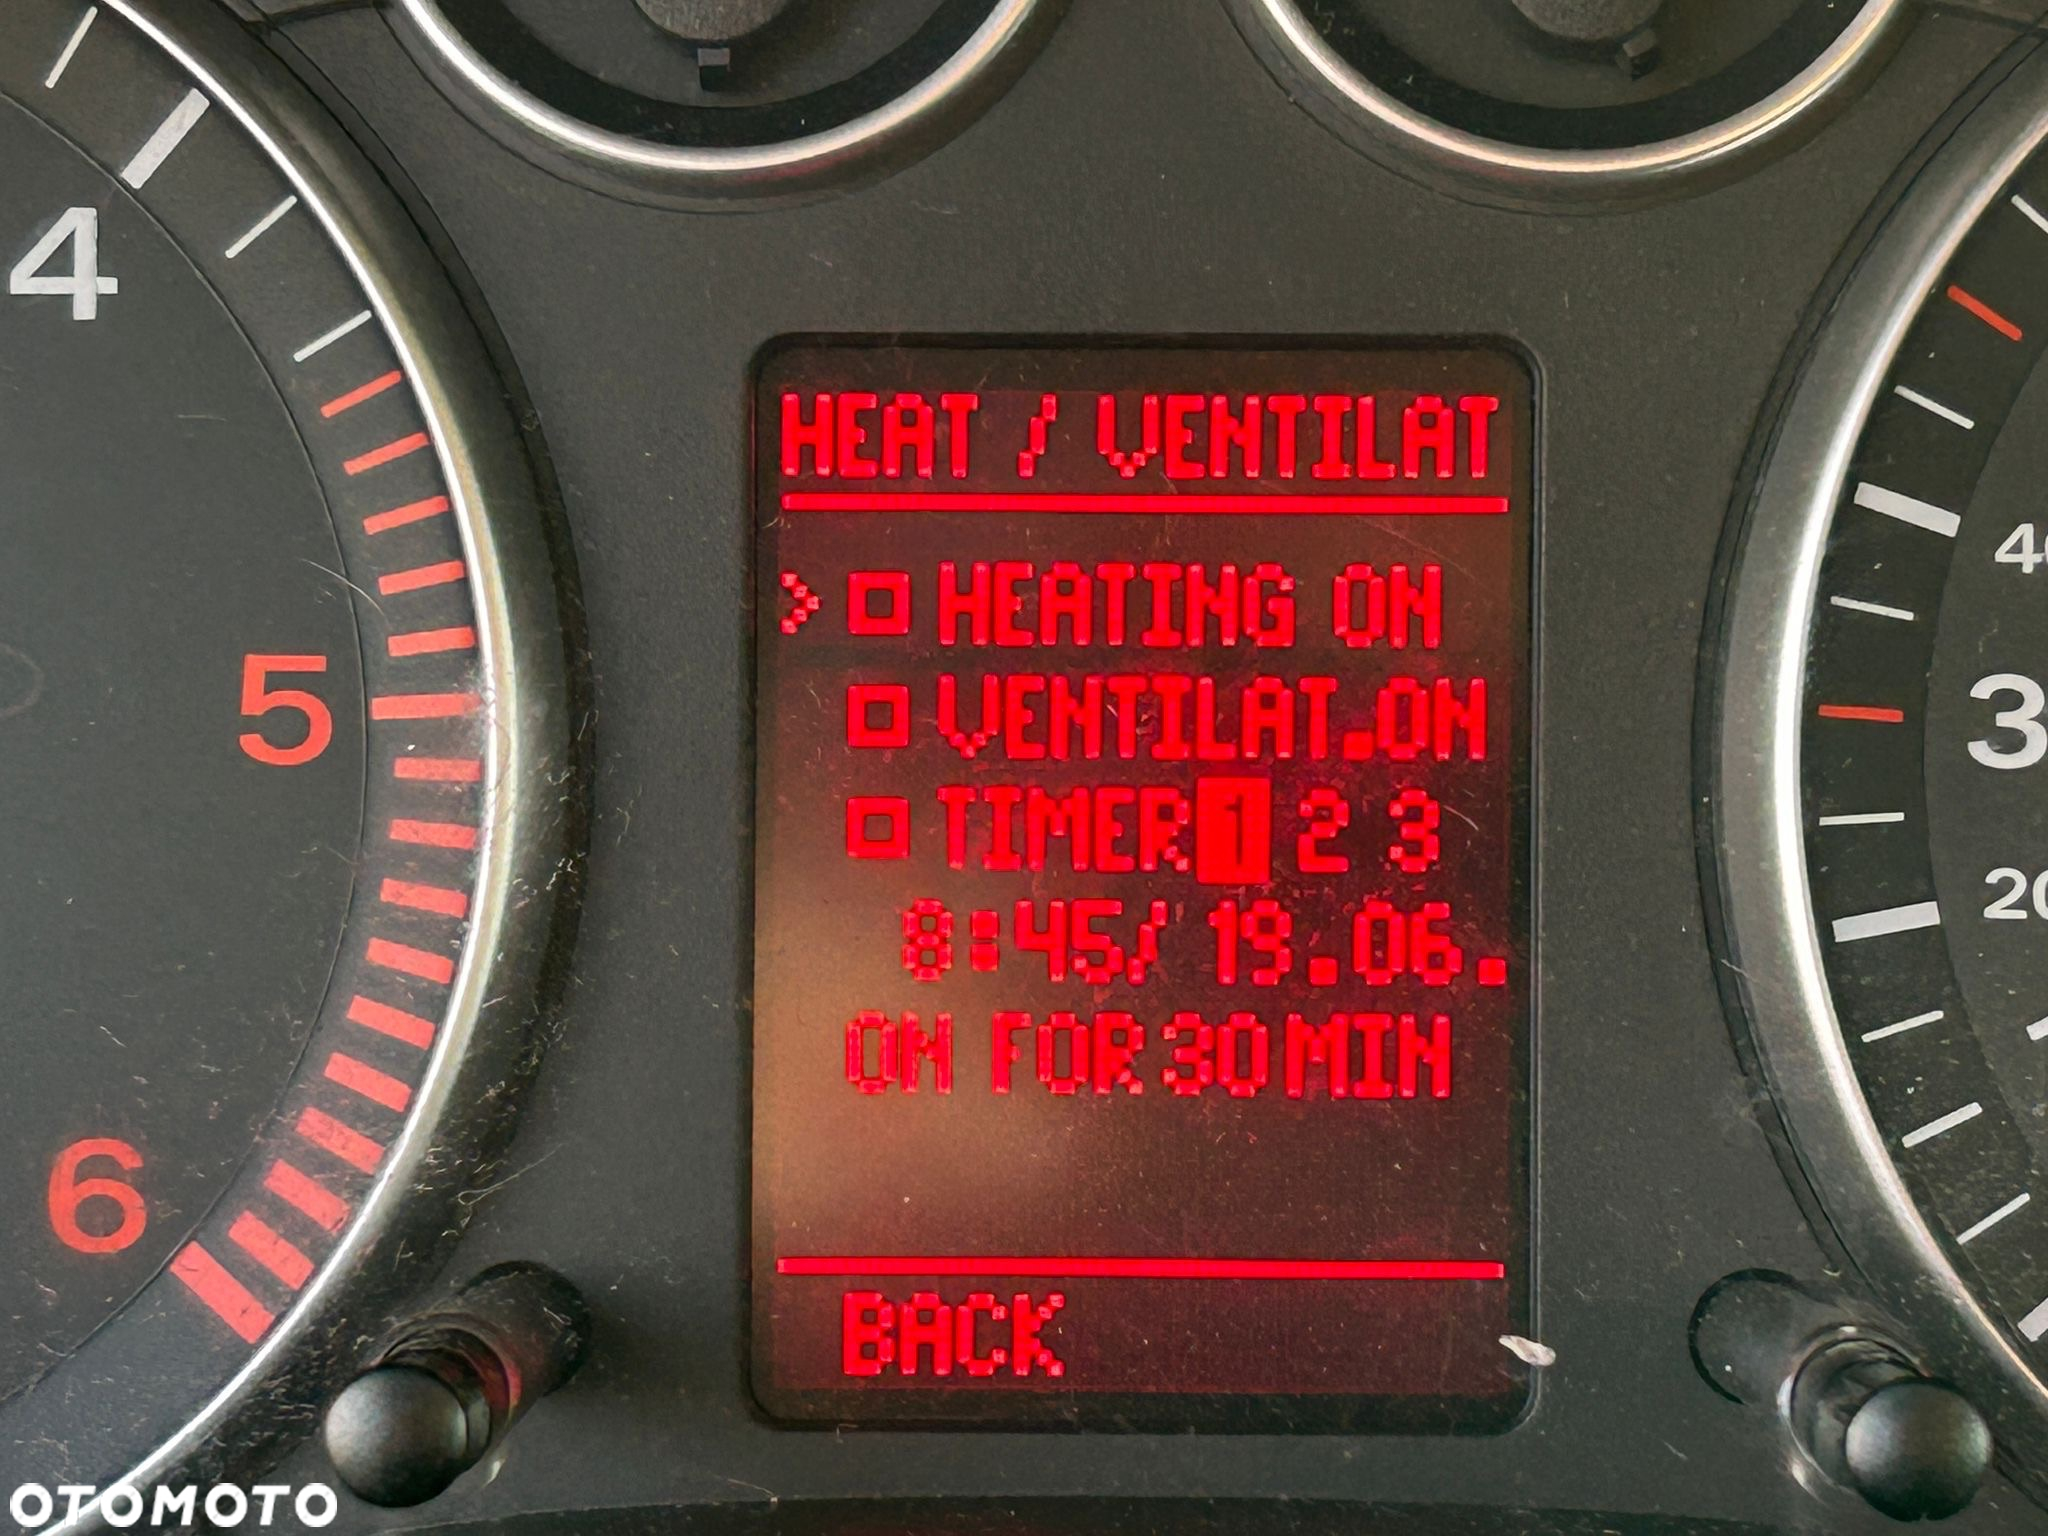 HEAT / VENTILAT
> HEATING ON
VENTILAT.ON
TIMER 1 2 3
8:45/ 19.06.
ON FOR 30 MIN
BACK
4
5
6
3
20
OTOMOTO